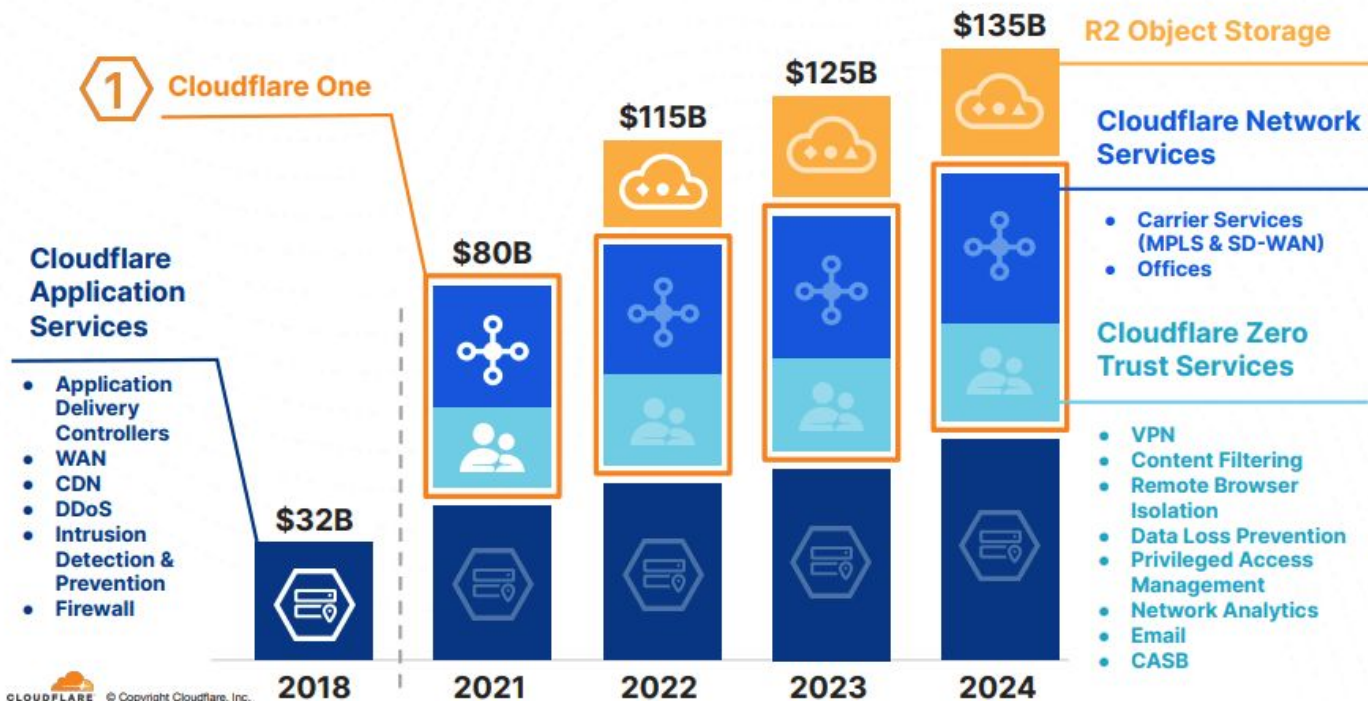 1
Cloudflare One
Cloudflare
Application
Services
● Application
Delivery
Controllers
● WAN
● CDN
● DDoS
● Intrusion
Detection &
Prevention
● Firewall
$32B
$80B
$115B
$125B
$135B
R2 Object Storage
Cloudflare Network
Services
● Carrier Services
(MPLS & SD-WAN)
● Offices
Cloudflare Zero
Trust Services
● VPN
● Content Filtering
● Remote Browser
Isolation
● Data Loss Prevention
● Privileged Access
Management
● Network Analytics
● Email
● CASB
2018
2021
2022
2023
2024
CLOUDFLARE © Copyright Cloudflare, Inc.